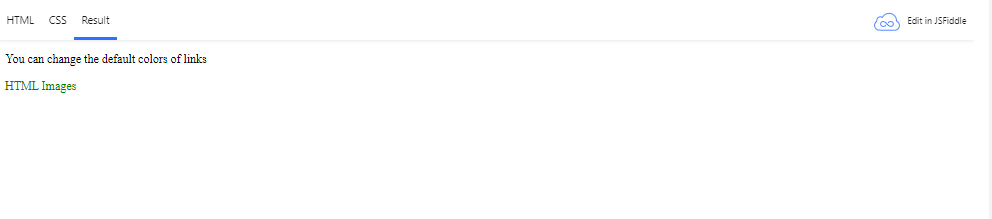 HTML CSS Result Edit in JSFiddle
You can change the default colors of links
HTML Images